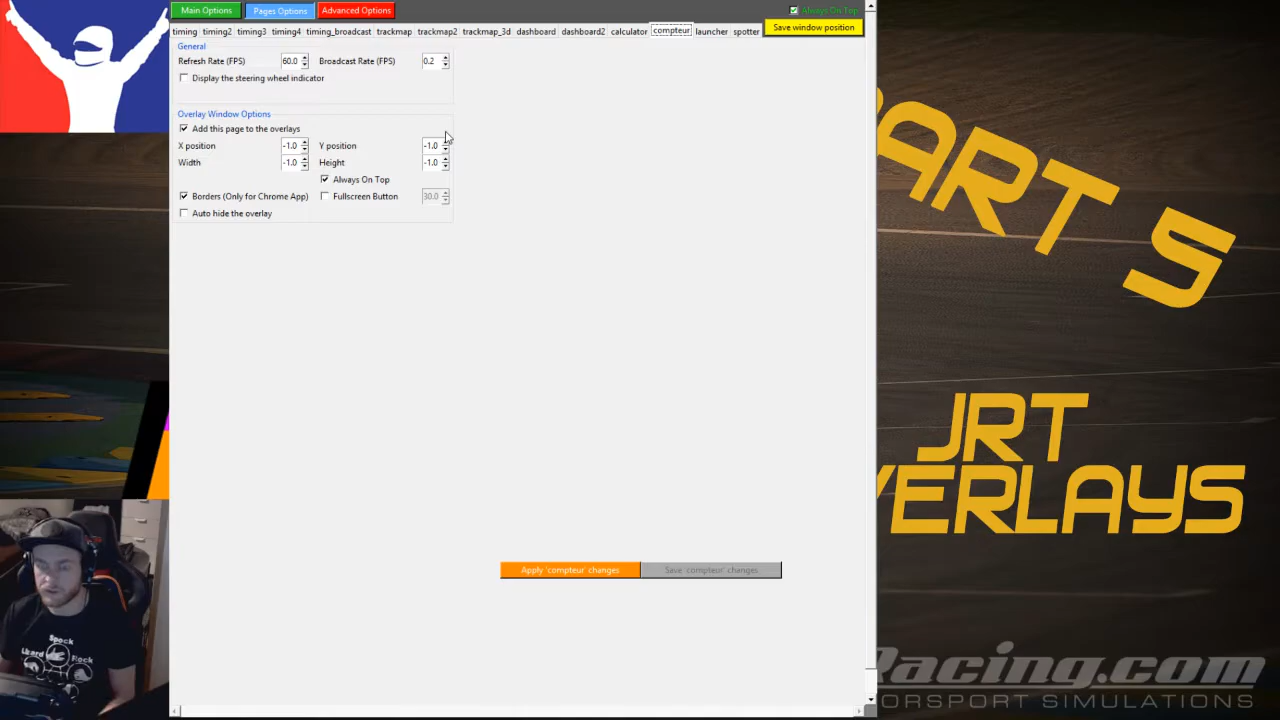 Main Options Pages Options Advanced Options Always On Top
timing timing2 timing3 timing4 timing_broadcast trackmap trackmap2 trackmap_3d dashboard dashboard2 calculator compteur launcher spotter Save window position
General
Refresh Rate (FPS) 60.0 Broadcast Rate (FPS) 0.2
Display the steering wheel indicator
Overlay Window Options
Add this page to the overlays
X position -1.0 Y position -1.0
Width -1.0 Height -1.0
Always On Top
Borders (Only for Chrome App) Fullscreen Button 30.0
Auto hide the overlay
Apply 'compteur' changes Save 'compteur' changes
ART 5
JRT
VERLAYS
Racing.com
ORSPORT SIMULATIONS
Spock
Lizard Rock